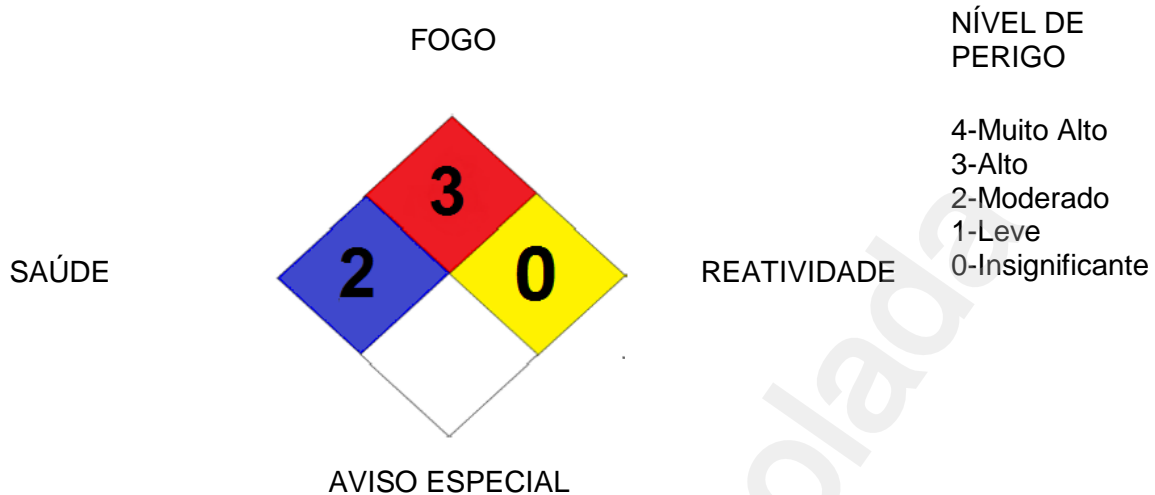 FOGO
NÍVEL DE
PERIGO
4-Muito Alto
3-Alto
2-Moderado
1-Leve
0-Insignificante
3
2
0
SAÚDE
REATIVIDADE
AVISO ESPECIAL